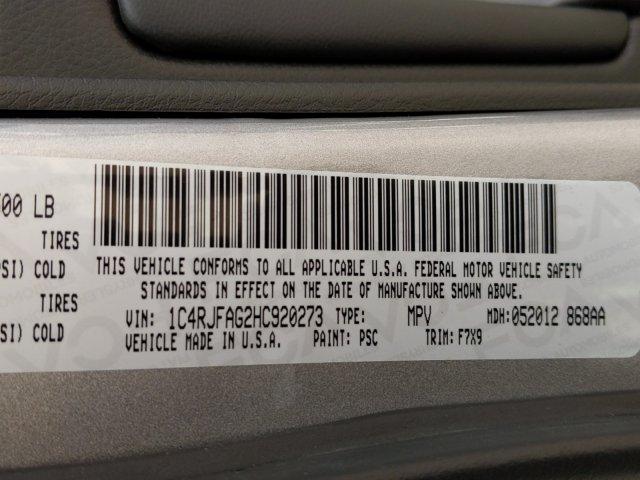 00 LB
TIRES
SI) COLD
TIRES
SI) COLD
THIS VEHICLE CONFORMS TO ALL APPLICABLE U.S.A. FEDERAL MOTOR VEHICLE SAFETY
STANDARDS IN EFFECT ON THE DATE OF MANUFACTURE SHOWN ABOVE.
VIN: 1C4RJFAG2HC920273 TYPE: MPV MDH: 052012 868AA
VEHICLE MADE IN U.S.A. PAINT: PSC TRIM: F7X9